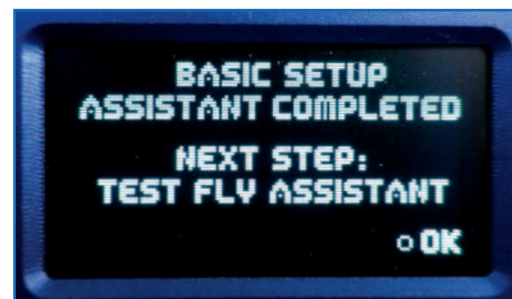 BASIC SETUP
ASSISTANT COMPLETED
NEXT STEP:
TEST FLY ASSISTANT
OK